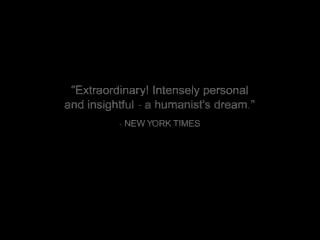 "Extraordinary! Intensely personal
and insightful - a humanist's dream."
- NEW YORK TIMES